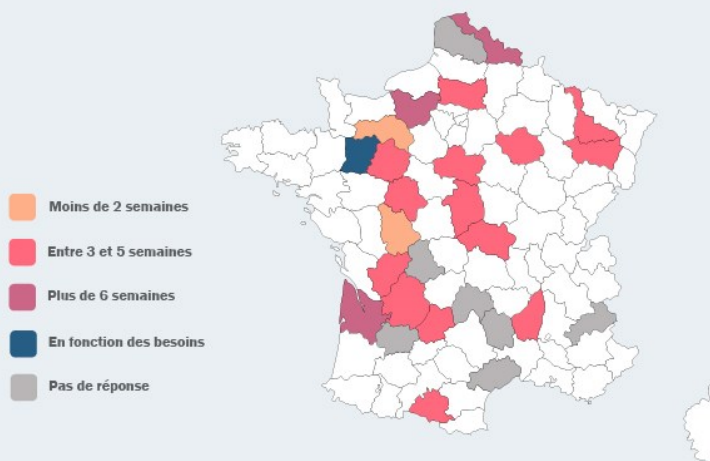 Moins de 2 semaines
Entre 3 et 5 semaines
Plus de 6 semaines
En fonction des besoins
Pas de réponse